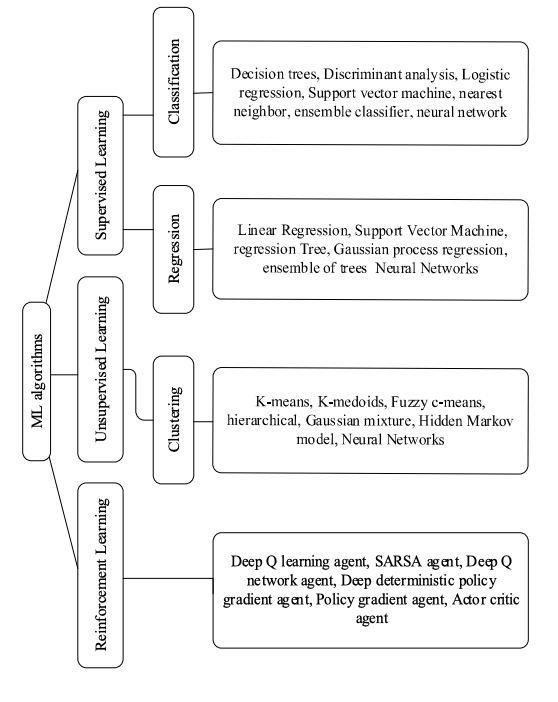 ML algorithms
Supervised Learning
Classification
Decision trees, Discriminant analysis, Logistic
regression, Support vector machine, nearest
neighbor, ensemble classifier, neural network
Regression
Linear Regression, Support Vector Machine,
regression Tree, Gaussian process regression,
ensemble of trees Neural Networks
Unsupervised Learning
Clustering
K-means, K-medoids, Fuzzy c-means,
hierarchical, Gaussian mixture, Hidden Markov
model, Neural Networks
Reinforcement Learning
Deep Q learning agent, SARSA agent, Deep Q
network agent, Deep deterministic policy
gradient agent, Policy gradient agent, Actor critic
agent